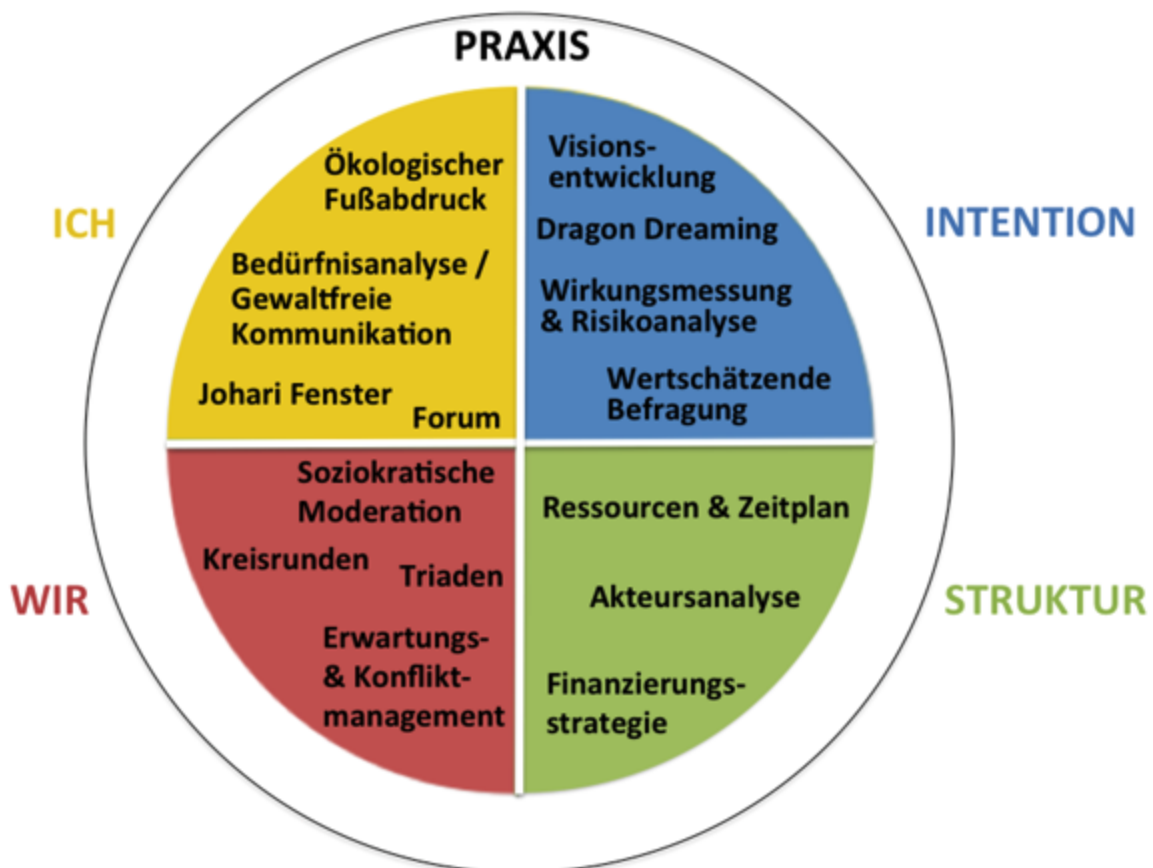 PRAXIS
ICH
Ökologischer
Fußabdruck
Bedürfnisanalyse /
Gewaltfreie
Kommunikation
Johari Fenster
Forum
INTENTION
Visions-
entwicklung
Dragon Dreaming
Wirkungsmessung
& Risikoanalyse
Wertschätzende
Befragung
WIR
Soziokratische
Moderation
Kreisrunden
Triaden
Erwartungs-
& Konflikt-
management
STRUKTUR
Ressourcen & Zeitplan
Akteursanalyse
Finanzierungs-
strategie